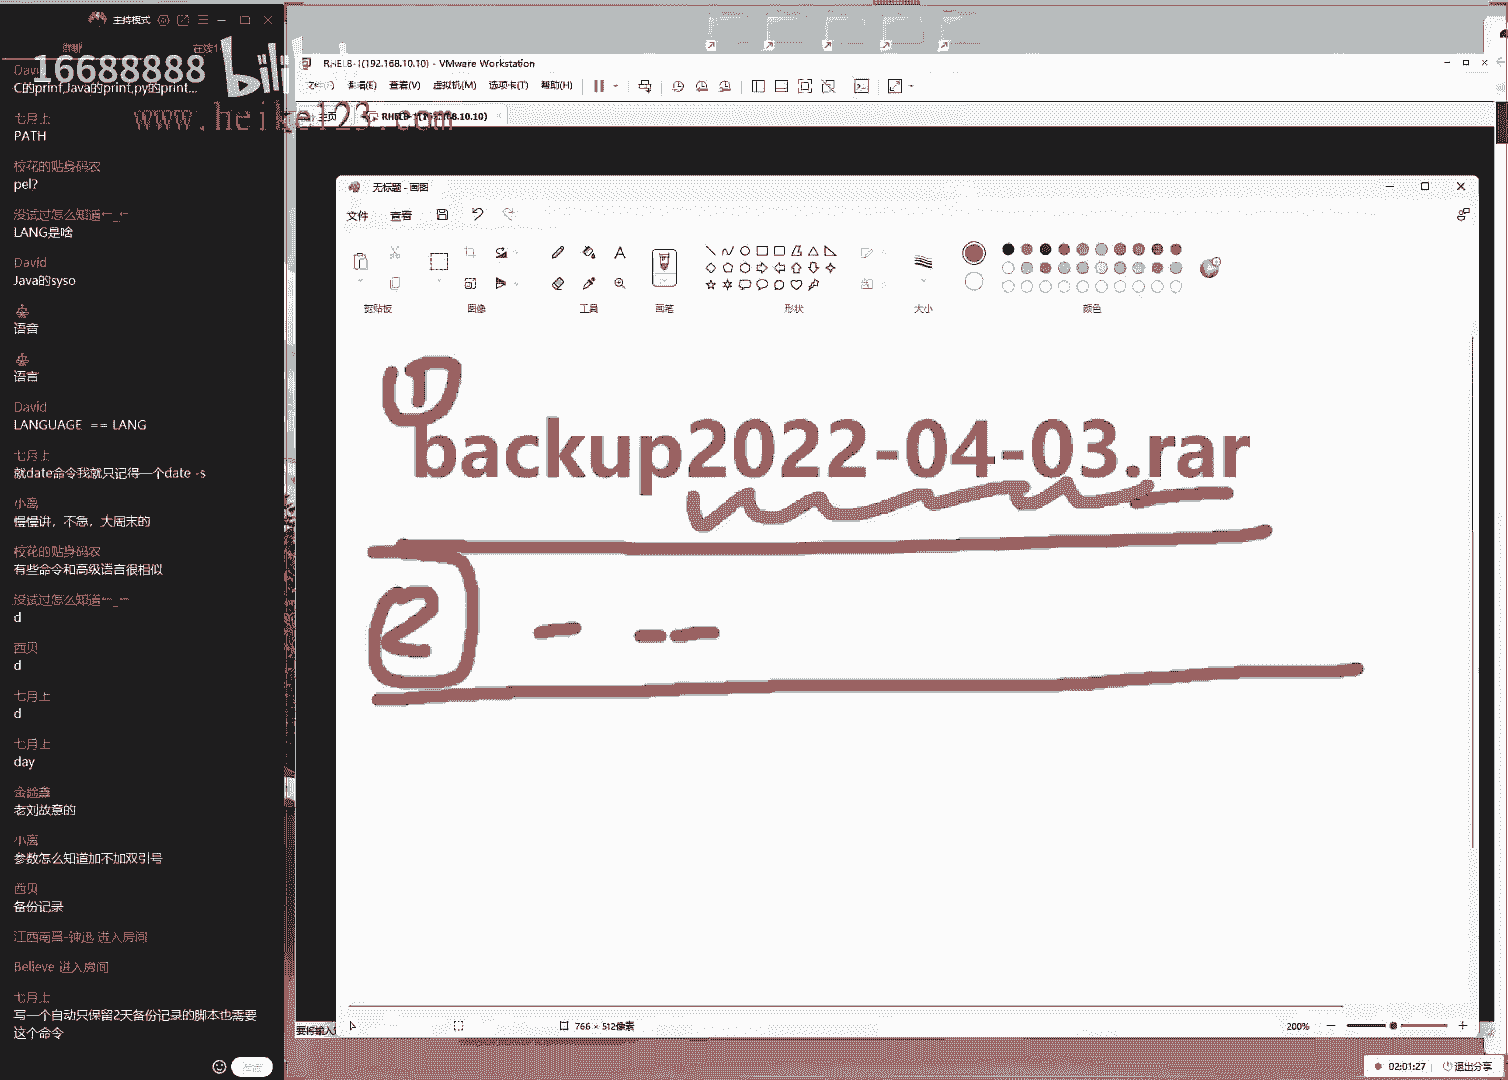 主持模式
16688888 bili
www.heike123.com
David
C的prinf,Java的print,py的print...
七月上
PATH
校花的贴身码农
pel?
没试过怎么知道←_←
LANG是啥
David
Java的syso
语音
语言
David
LANGUAGE == LANG
七月上
就date命令我就只记得一个date -s
小离
慢慢讲，不急，大周末的
校花的贴身码农
有些命令和高级语言很相似
没试过怎么知道←_←
d
西贝
d
七月上
d
七月上
day
老刘故意的
小离
参数怎么知道加不加双引号
西贝
备份记录
江西南昌-钟迅 进入房间
Believe 进入房间
七月上
写一个自动只保留2天备份记录的脚本也需要
这个命令
RHEL8-1(192.168.10.10) - VMware Workstation
文件(F) 编辑(E) 查看(V) 虚拟机(M) 选项卡(T) 帮助(H)
主页 RHEL8-1(192.168.10.10)
无标题 - 画图
文件 查看
剪贴板 图像 工具 画笔 形状 大小 颜色
1
backup2022-04-03.rar
2 - --
要将输入
766 × 512像素 200%
02:01:27 退出分享